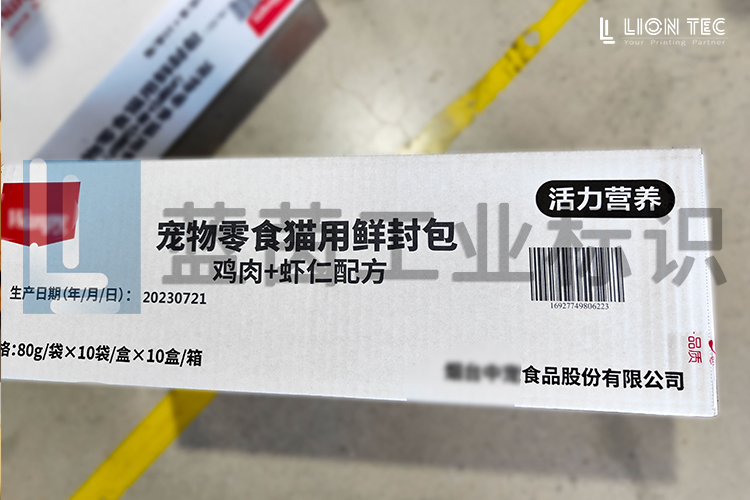 LION TEC
Your Printing Partner
活力营养
蓝荷工业标识
宠物零食猫用鲜封包
鸡肉+虾仁配方
生产日期(年/月/日)： 20230721
16927749806223
格:80g/袋×10袋/盒×10盒/箱
品质
食品股份有限公司